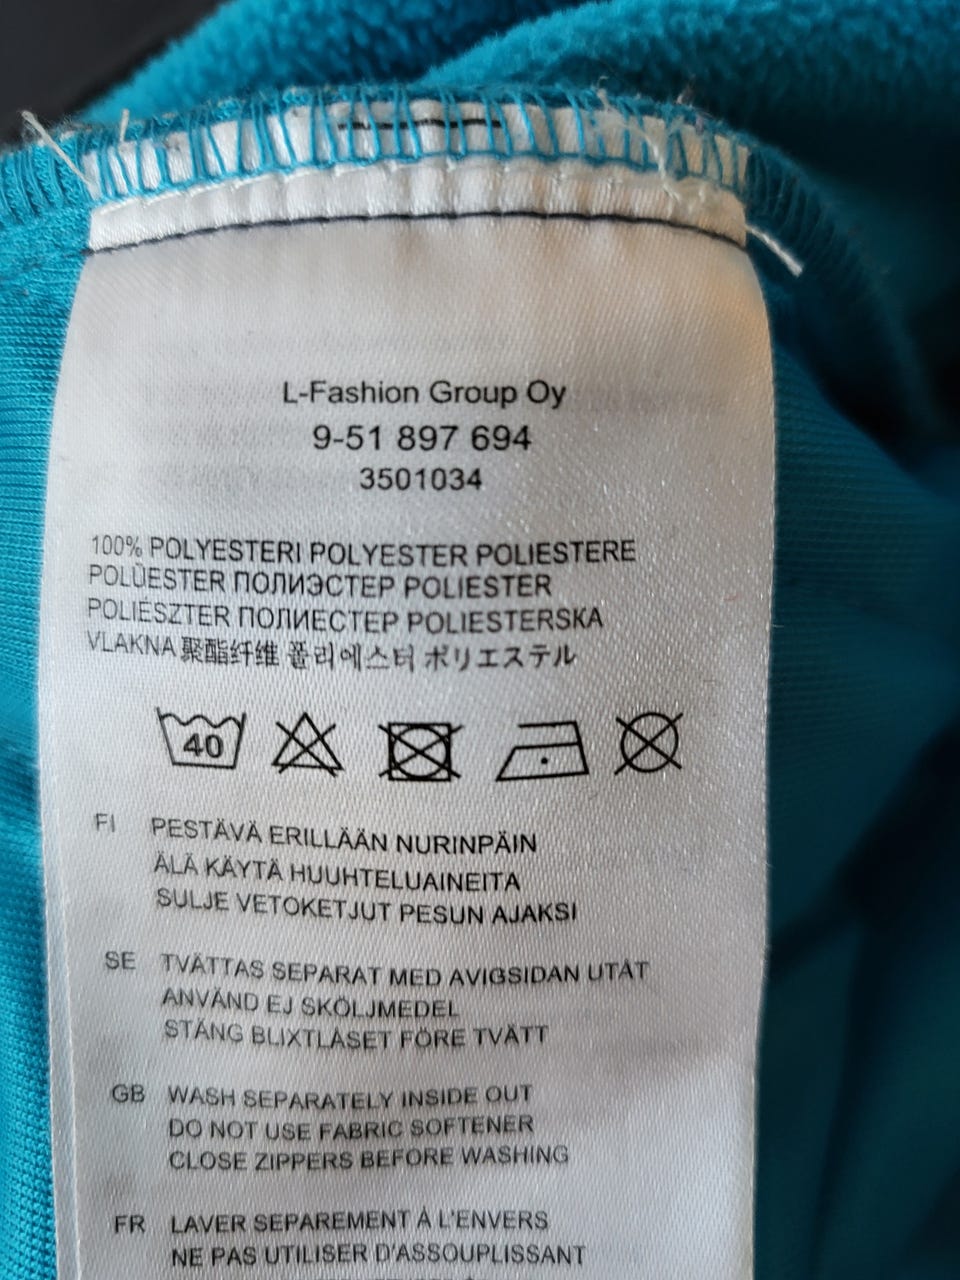 L-Fashion Group Oy
9-51 897 694
3501034
100% POLYESTERI POLYESTER POLIESTERE
POLÜESTER ПОЛИЭСТЕР POLIESTER
POLIÉSZTER ПОЛИЕСТЕР POLIESTERSKA
VLAKNA 聚酯纤维 폴리에스터 ポリエステル
40
FI PESTÄVÄ ERILLÄÄN NURINPÄIN
ÄLÄ KÄYTÄ HUUHTELUAINEITA
SULJE VETOKETJUT PESUN AJAKSI
SE TVÄTTAS SEPARAT MED AVIGSIDAN UTÅT
ANVÄND EJ SKÖLJMEDEL
STÄNG BLIXTLÅSET FÖRE TVÄTT
GB WASH SEPARATELY INSIDE OUT
DO NOT USE FABRIC SOFTENER
CLOSE ZIPPERS BEFORE WASHING
FR LAVER SEPAREMENT À L'ENVERS
NE PAS UTILISER D'ASSOUPLISSANT